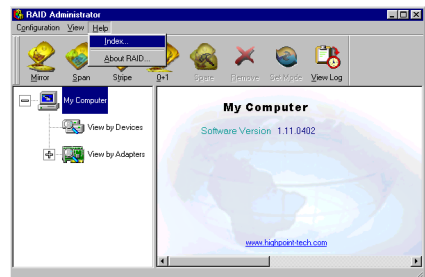 RAID Administrator
Configuration View Help
Index...
About RAID...
Mirror Span Stripe 0+1 Spare Remove Set Mode View Log
My Computer
View by Devices
View by Adapters
My Computer
Software Version 1.11.0402
www.highpoint-tech.com